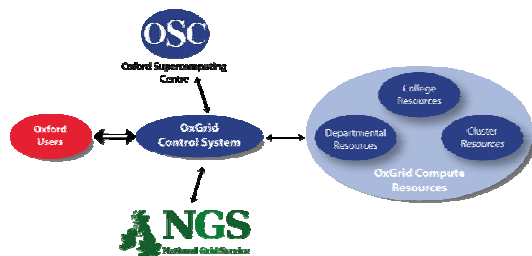 OSC
Oxford Supercomputing
Centre
College
Resources
Oxford
Users
OxGrid
Control System
Departmental
Resources
Cluster
Resources
OxGrid Compute
Resources
NGS
National Grid Service